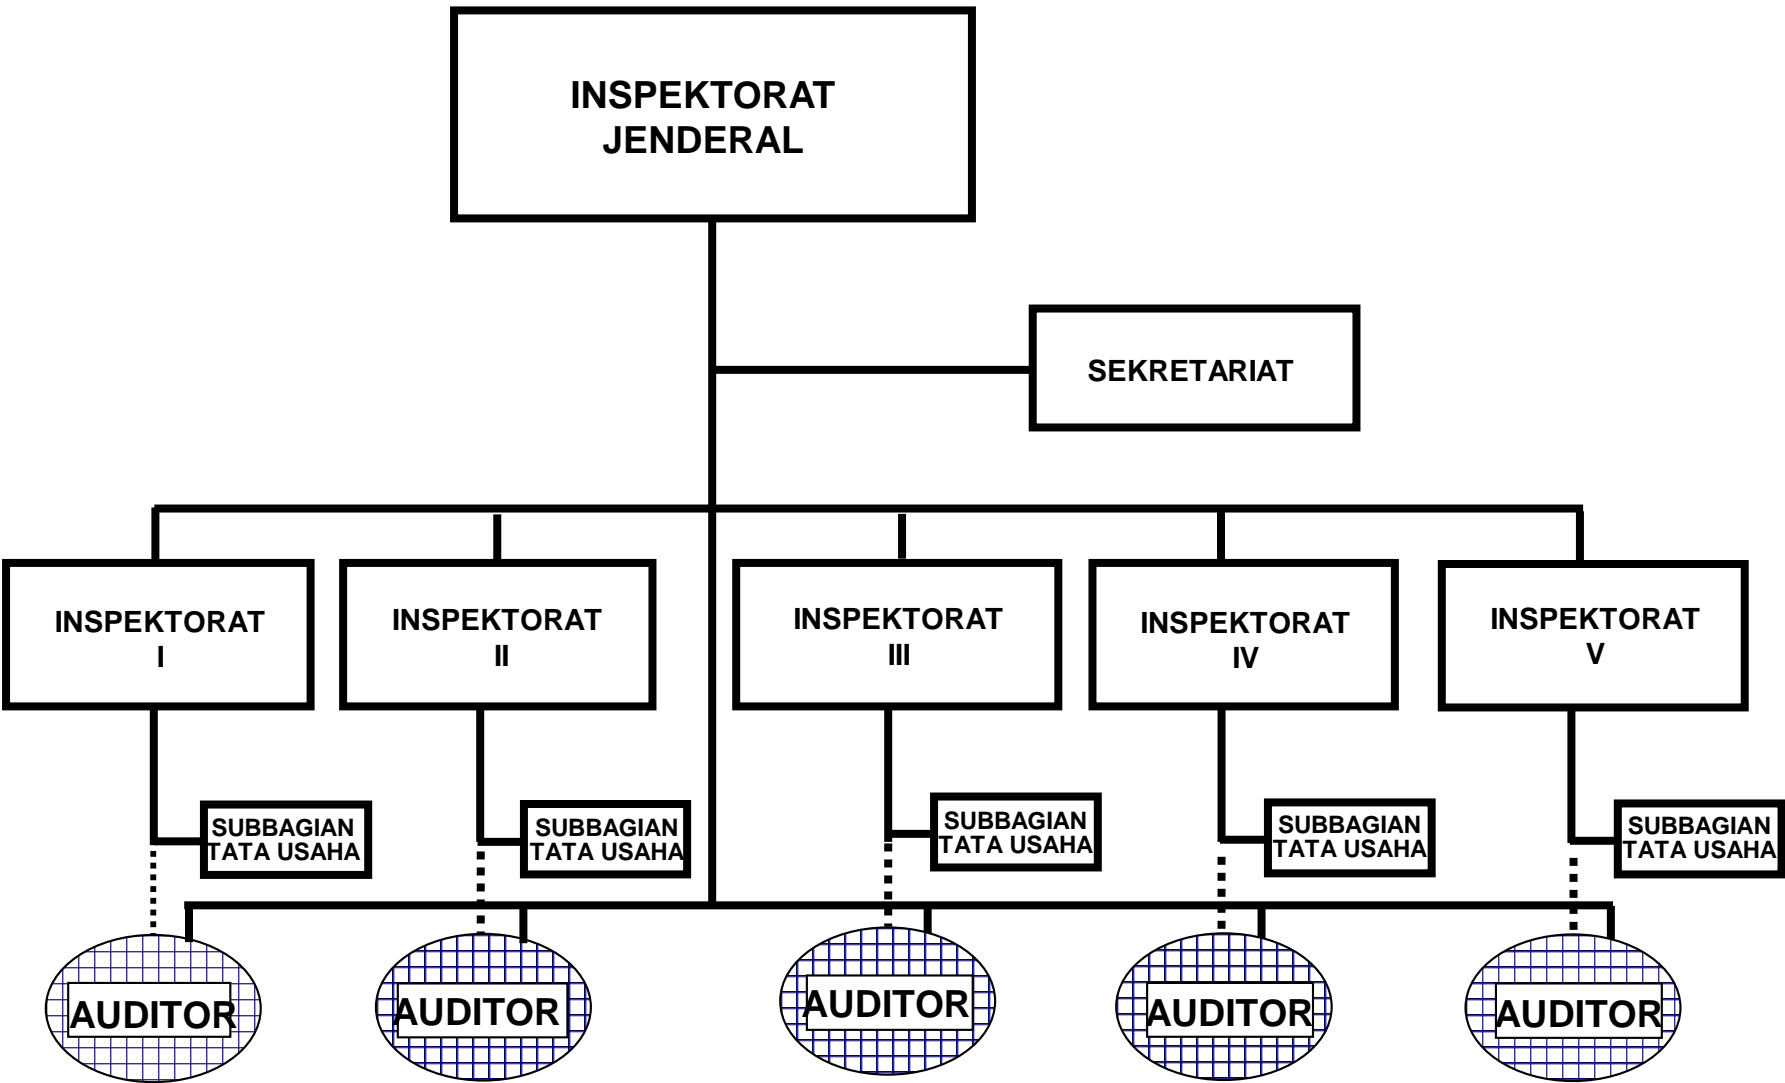 INSPEKTORAT
JENDERAL
SEKRETARIAT
INSPEKTORAT
I
INSPEKTORAT
II
INSPEKTORAT
III
INSPEKTORAT
IV
INSPEKTORAT
V
SUBBAGIAN
TATA USAHA
SUBBAGIAN
TATA USAHA
SUBBAGIAN
TATA USAHA
SUBBAGIAN
TATA USAHA
SUBBAGIAN
TATA USAHA
AUDITOR
AUDITOR
AUDITOR
AUDITOR
AUDITOR